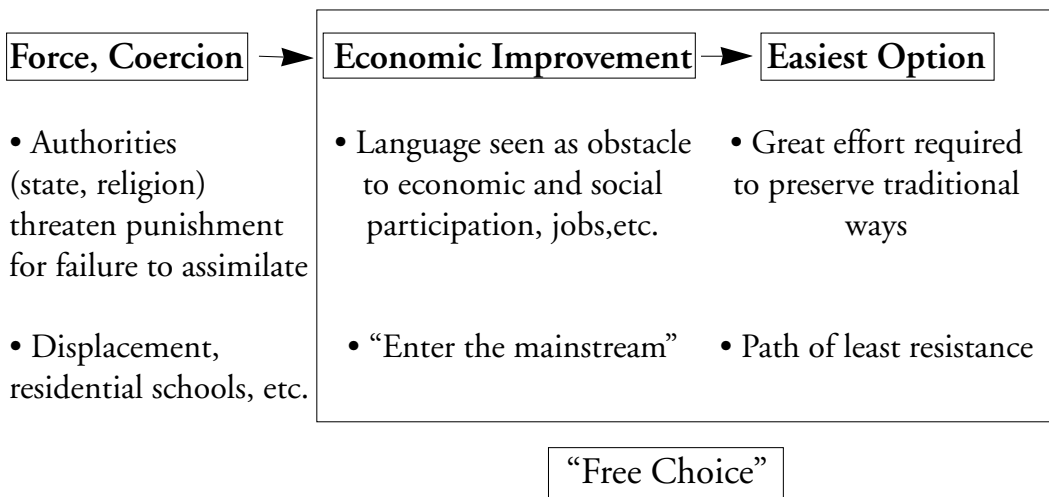 Force, Coercion
Economic Improvement
Easiest Option
• Authorities
(state, religion)
threaten punishment
for failure to assimilate
• Displacement,
residential schools, etc.
• Language seen as obstacle
to economic and social
participation, jobs,etc.
• “Enter the mainstream”
• Great effort required
to preserve traditional
ways
• Path of least resistance
“Free Choice”